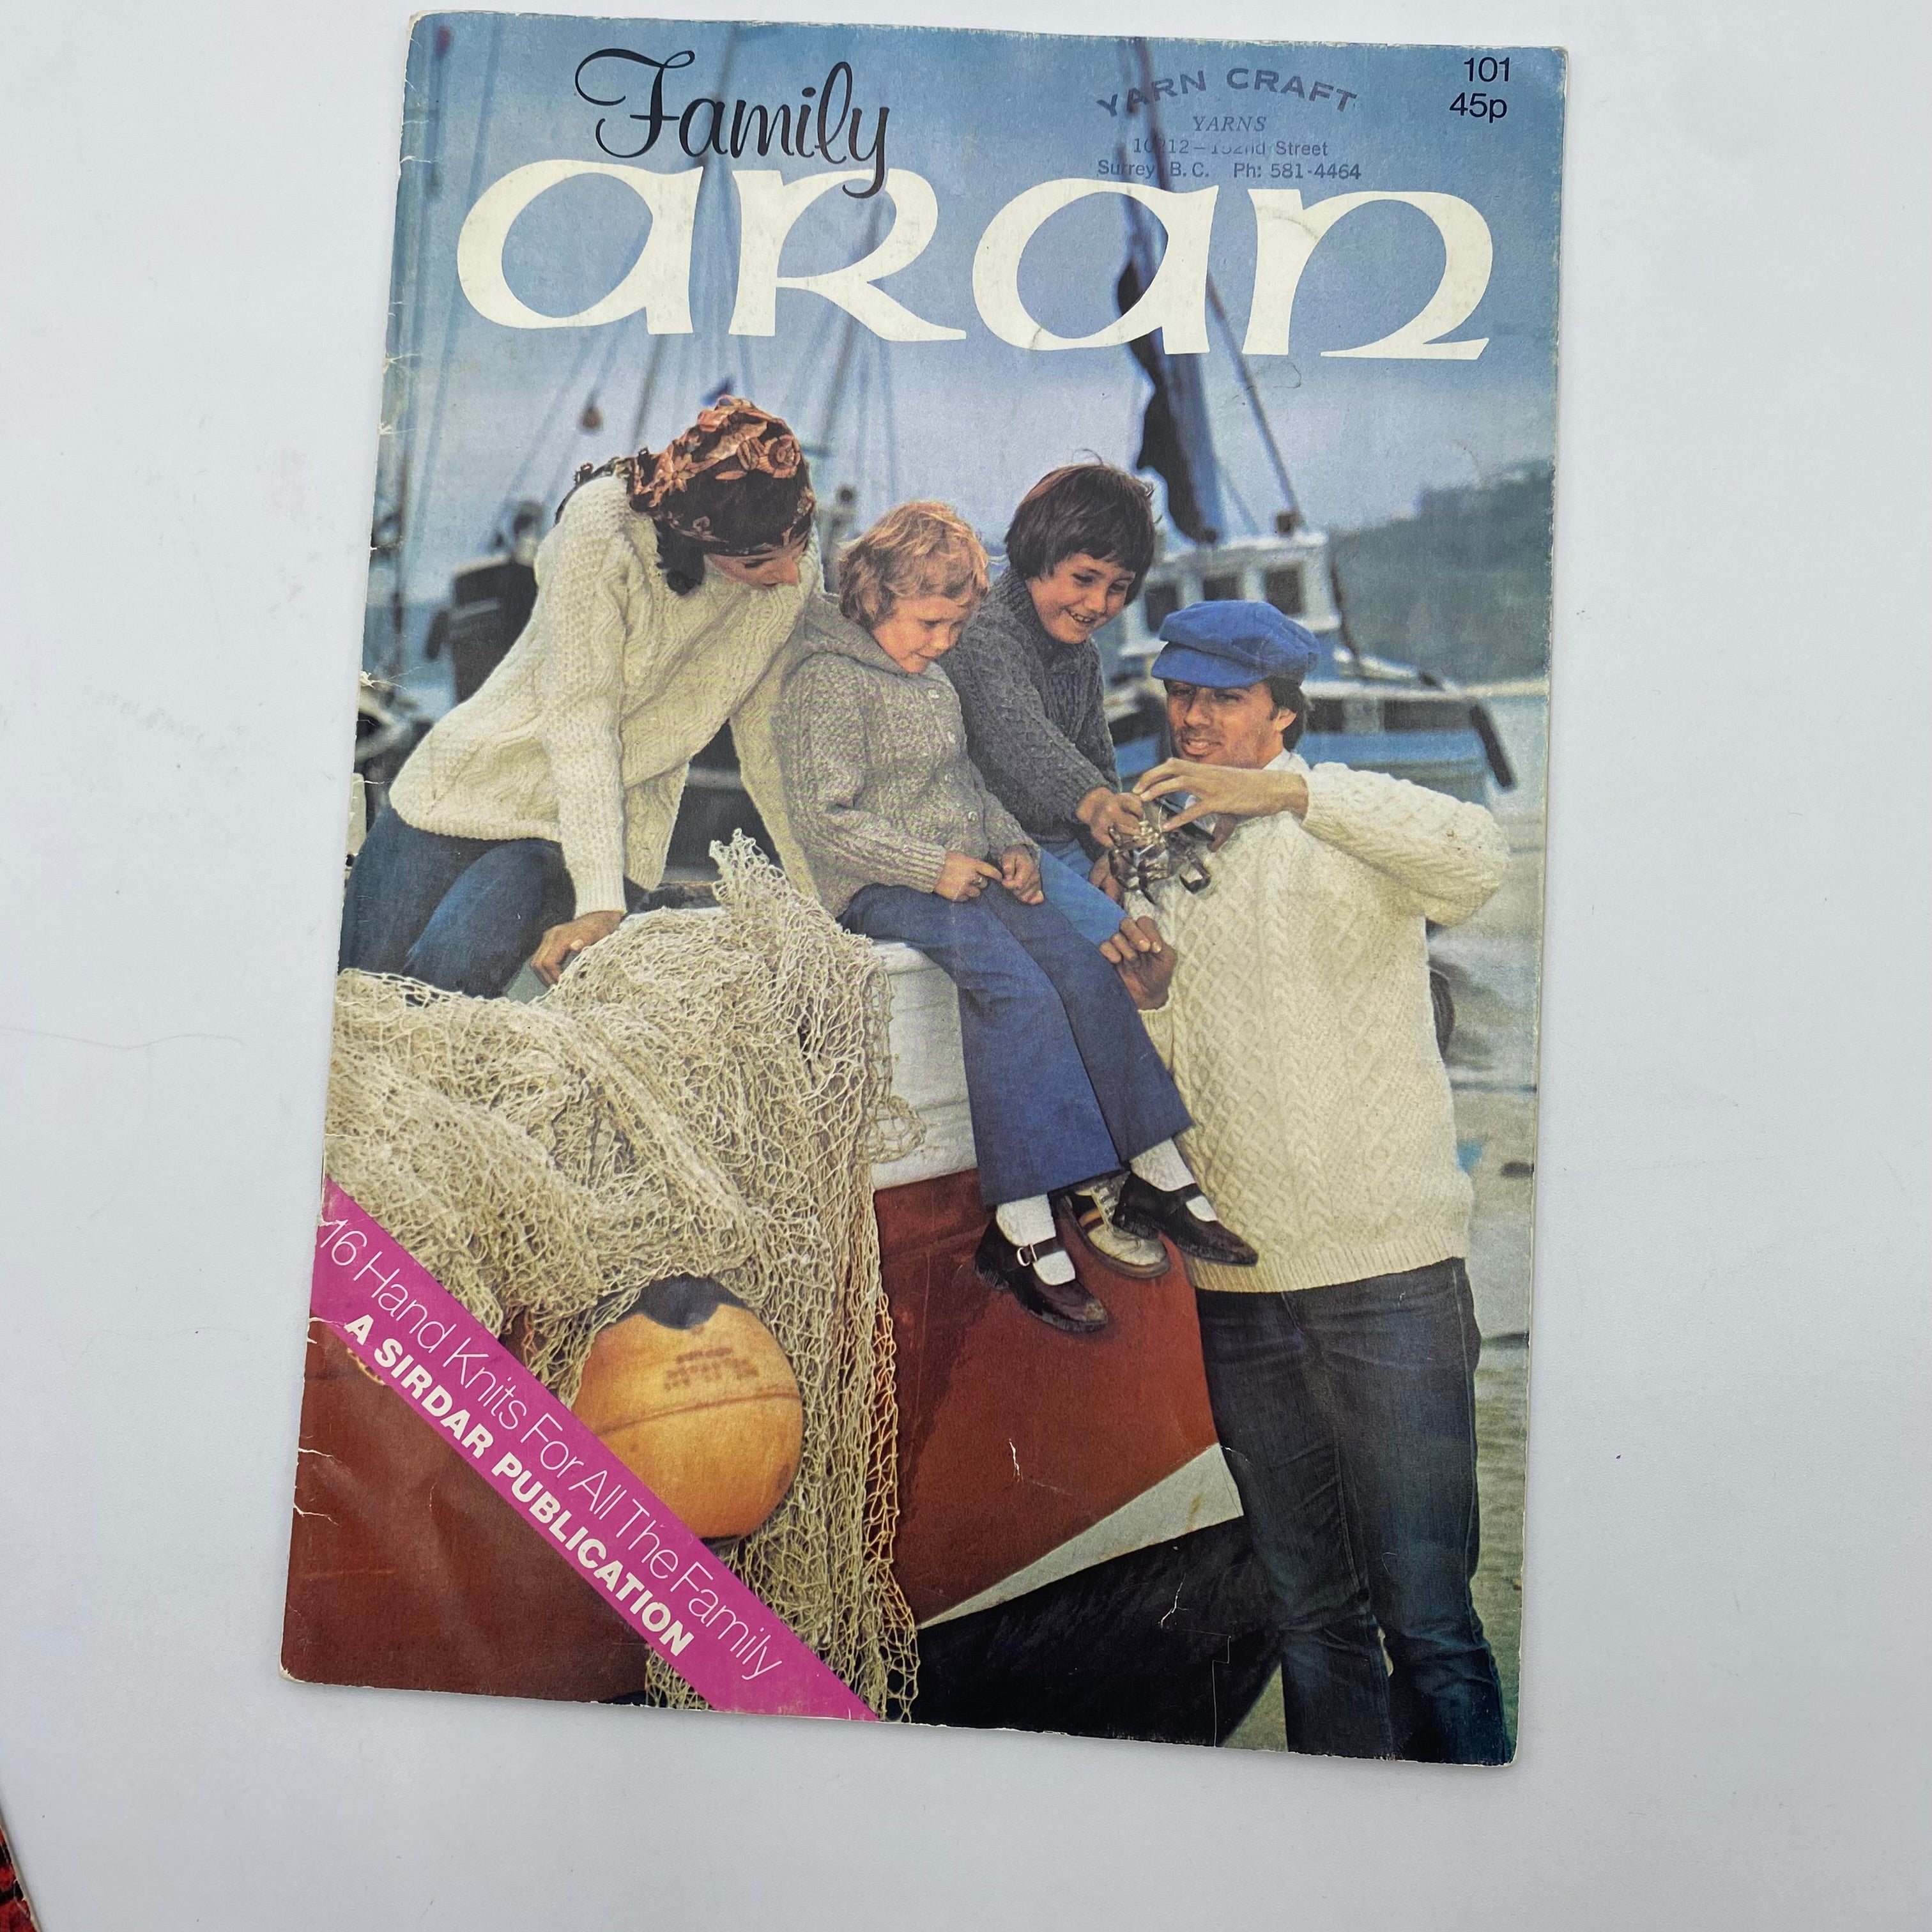 Family
aran
101
45p
YARN CRAFT
YARNS
Street
Surrey B.C. Ph: 581-4464
16 Hand Knits For All The Family
A SIRDAR PUBLICATION